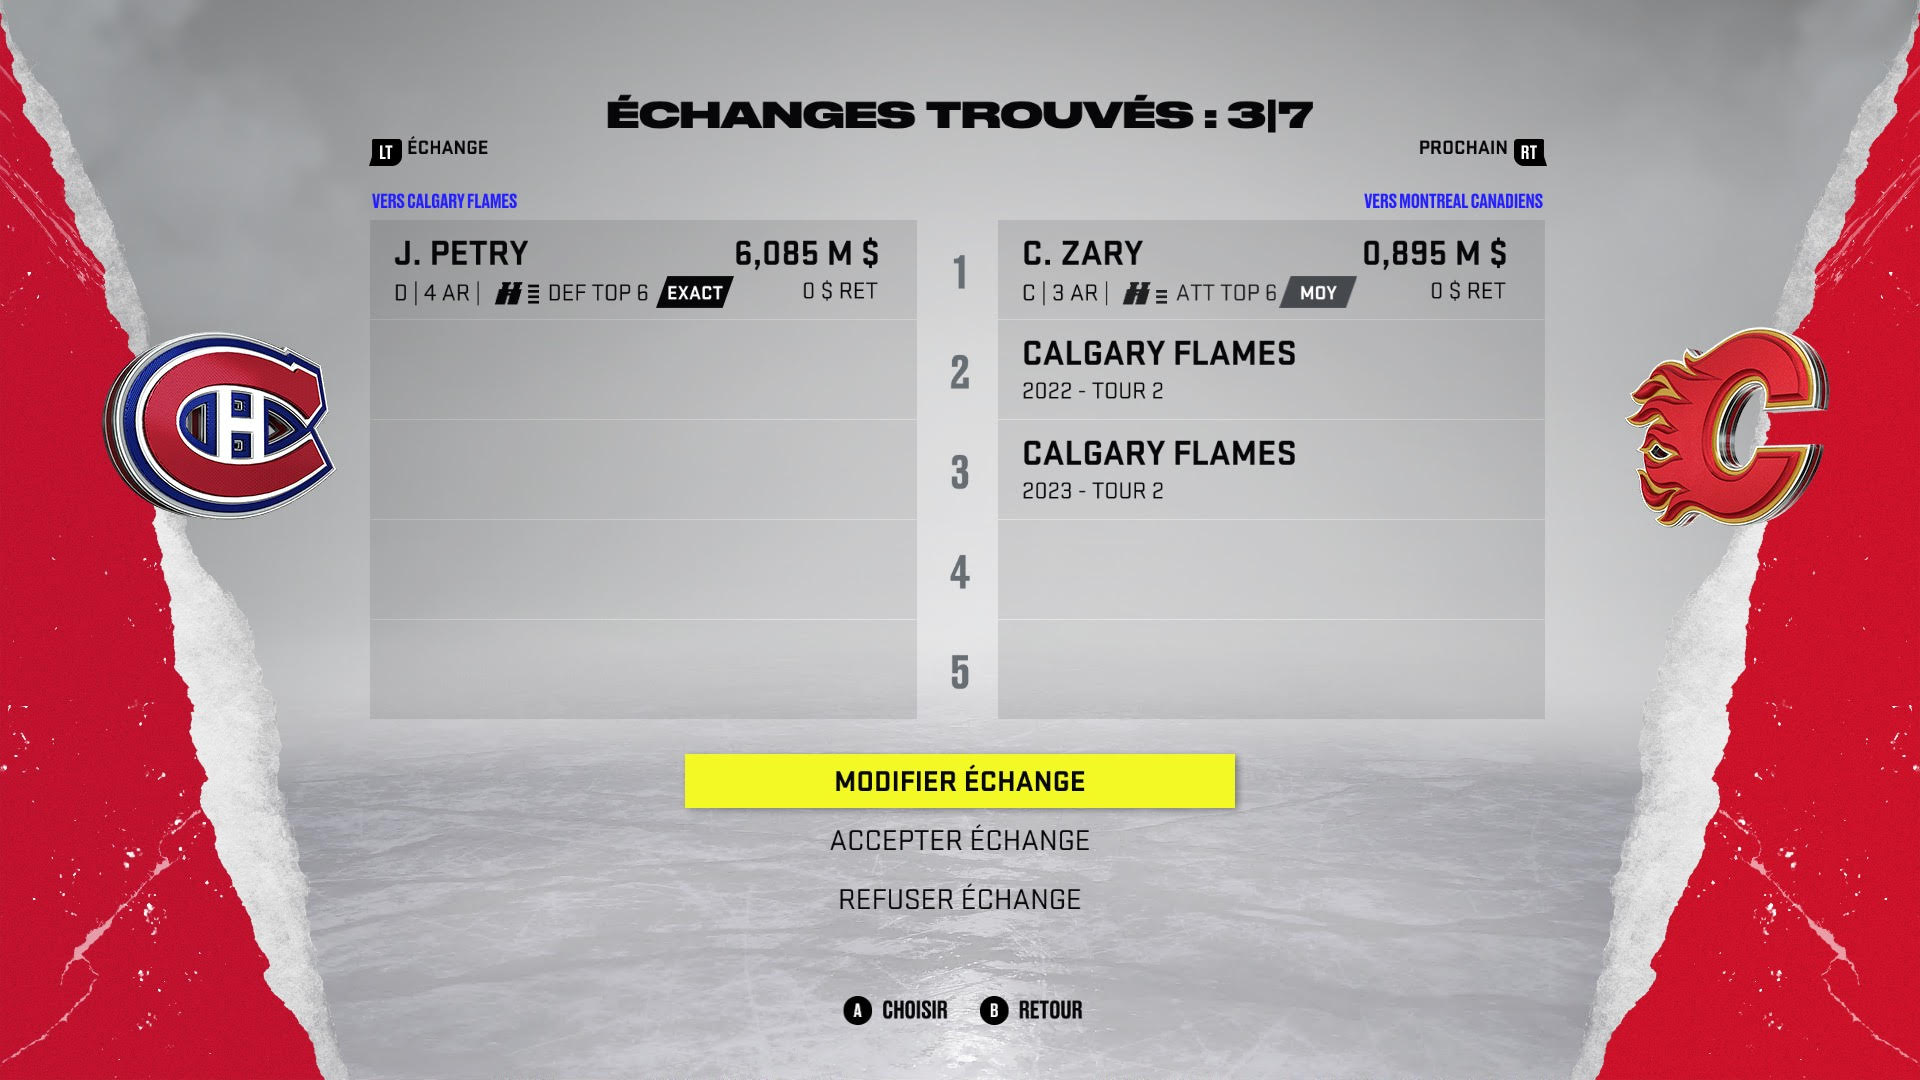 ÉCHANGES TROUVÉS : 3|7
LT ÉCHANGE
PROCHAIN RT
VERS CALGARY FLAMES
VERS MONTREAL CANADIENS
J. PETRY 6,085 M $
D | 4 AR | DEF TOP 6 EXACT 0 $ RET
1
C. ZARY 0,895 M $
C | 3 AR | ATT TOP 6 MOY 0 $ RET
2
CALGARY FLAMES
2022 - TOUR 2
3
CALGARY FLAMES
2023 - TOUR 2
4
5
MODIFIER ÉCHANGE
ACCEPTER ÉCHANGE
REFUSER ÉCHANGE
A CHOISIR B RETOUR